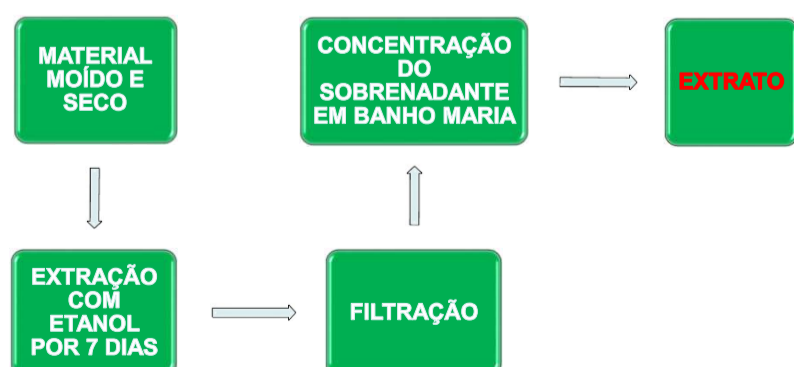 MATERIAL
MOÍDO E
SECO
EXTRAÇÃO
COM
ETANOL
POR 7 DIAS
FILTRAÇÃO
CONCENTRAÇÃO
DO
SOBRENADANTE
EM BANHO MARIA
EXTRATO